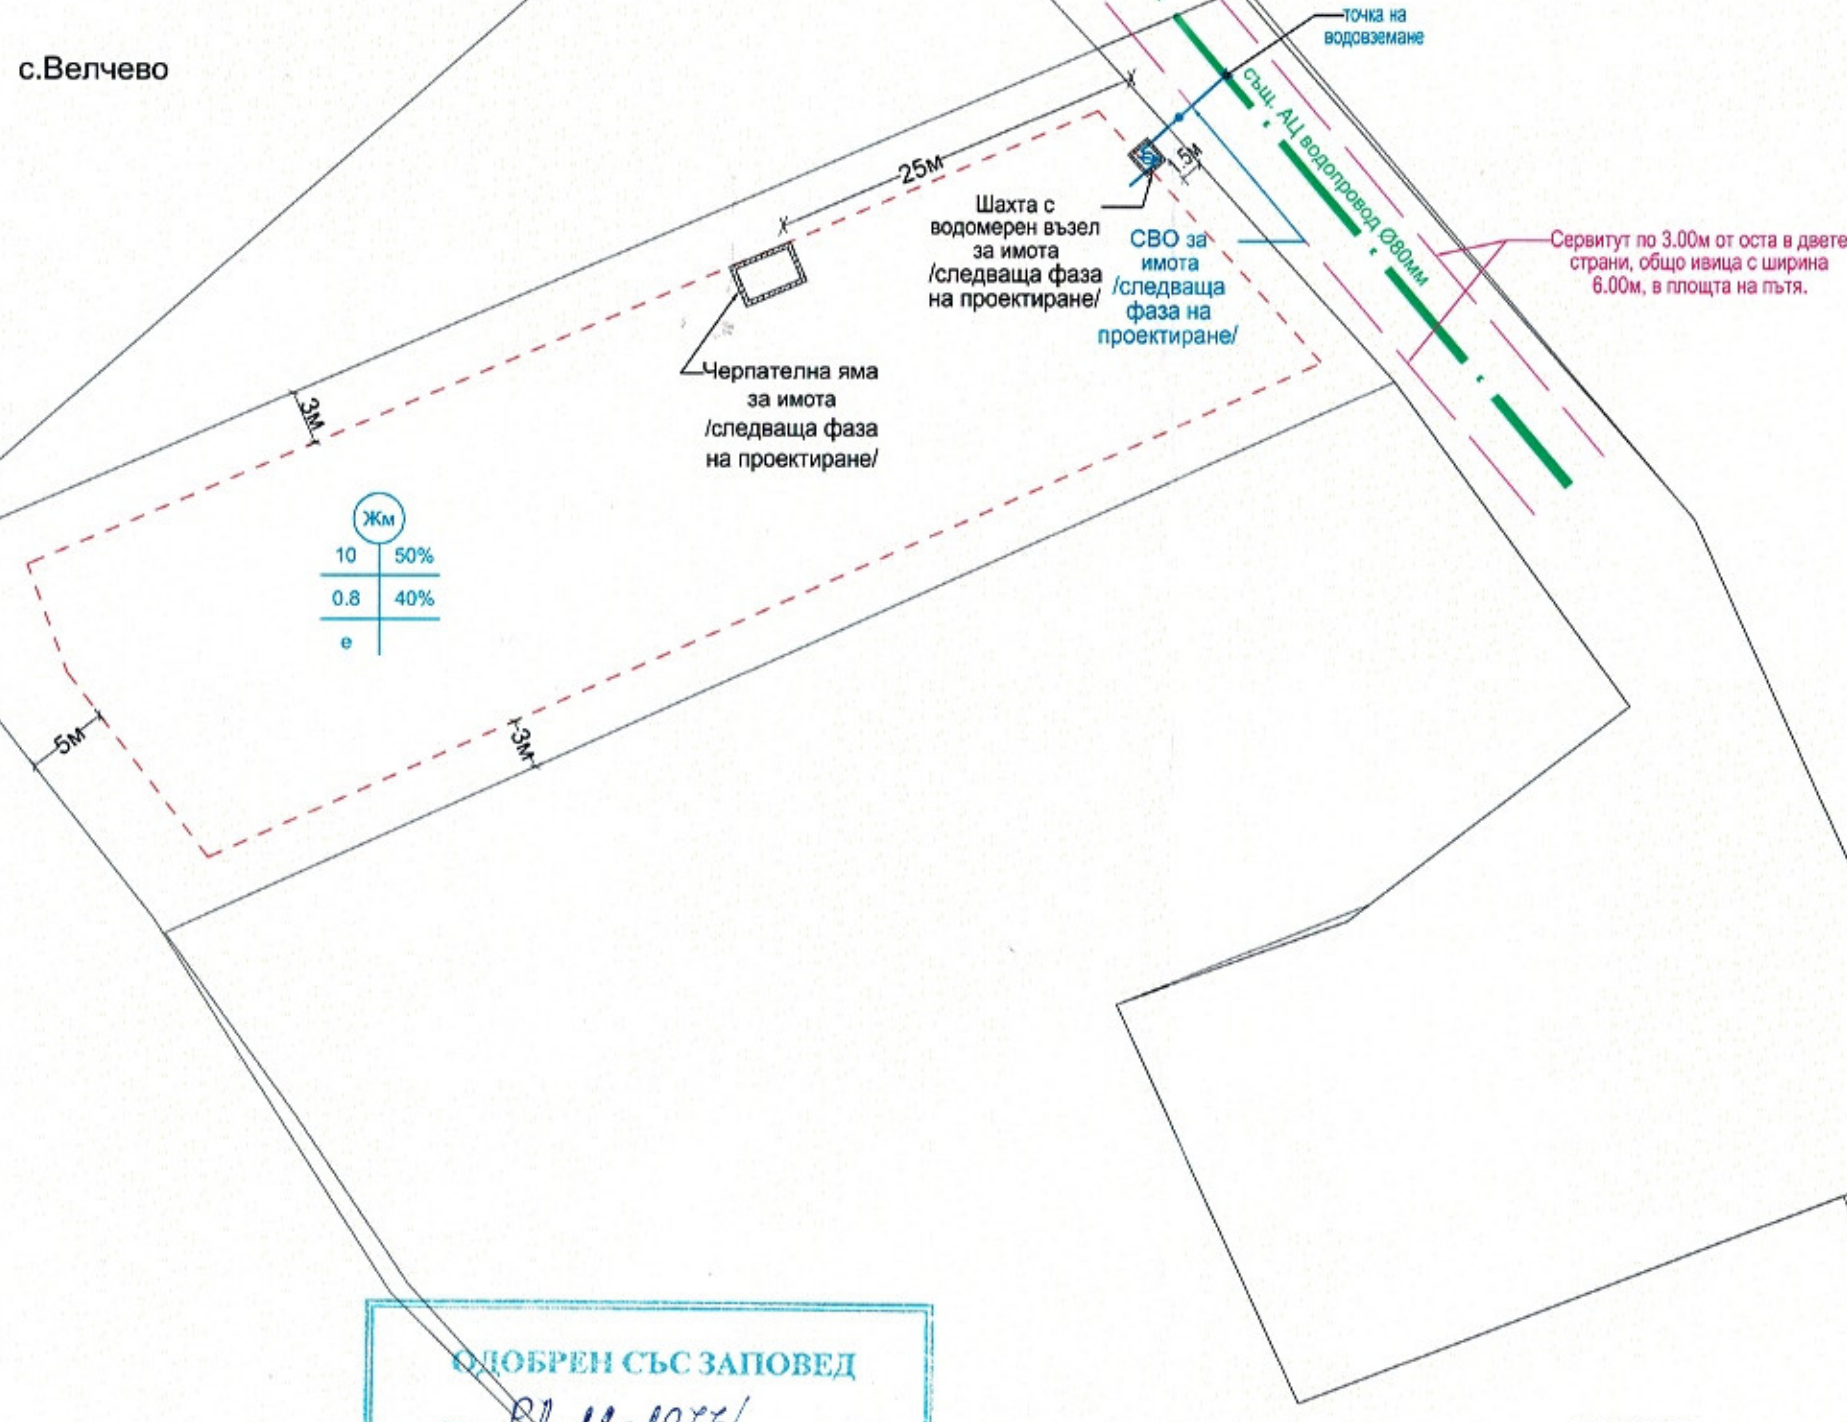 с.Велчево
точка на
водовземане
същ. АЦ водопровод Ø80мм
25м
5м
Шахта с
водомерен възел
за имота
/следваща фаза
на проектиране/
СВО за
имота
/следваща
фаза на
проектиране/
Сервитут по 3.00м от оста в двете
страни, общо ивица с ширина
6.00м, в площта на пътя.
Черпателна яма
за имота
/следваща фаза
на проектиране/
3м
Жм
10 50%
0.8 40%
е
5м
3м
ОДОБРЕН СЪС ЗАПОВЕД